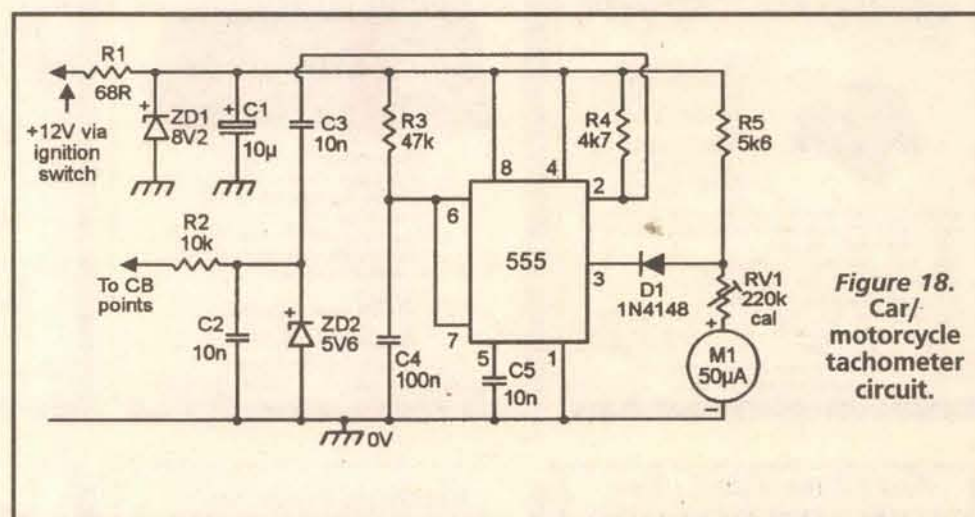 R1
68R
+12V via
ignition
switch
+
ZD1
8V2
+
C1
10µ
C3
10n
R3
47k
8
4
R4
4k7
2
R5
5k6
6
555
3
D1
1N4148
RV1
220k
cal
+
M1
50µA
–
R2
10k
To CB
points
C2
10n
+
ZD2
5V6
7
C4
100n
5
C5
10n
1
0V
Figure 18.
Car/
motorcycle
tachometer
circuit.